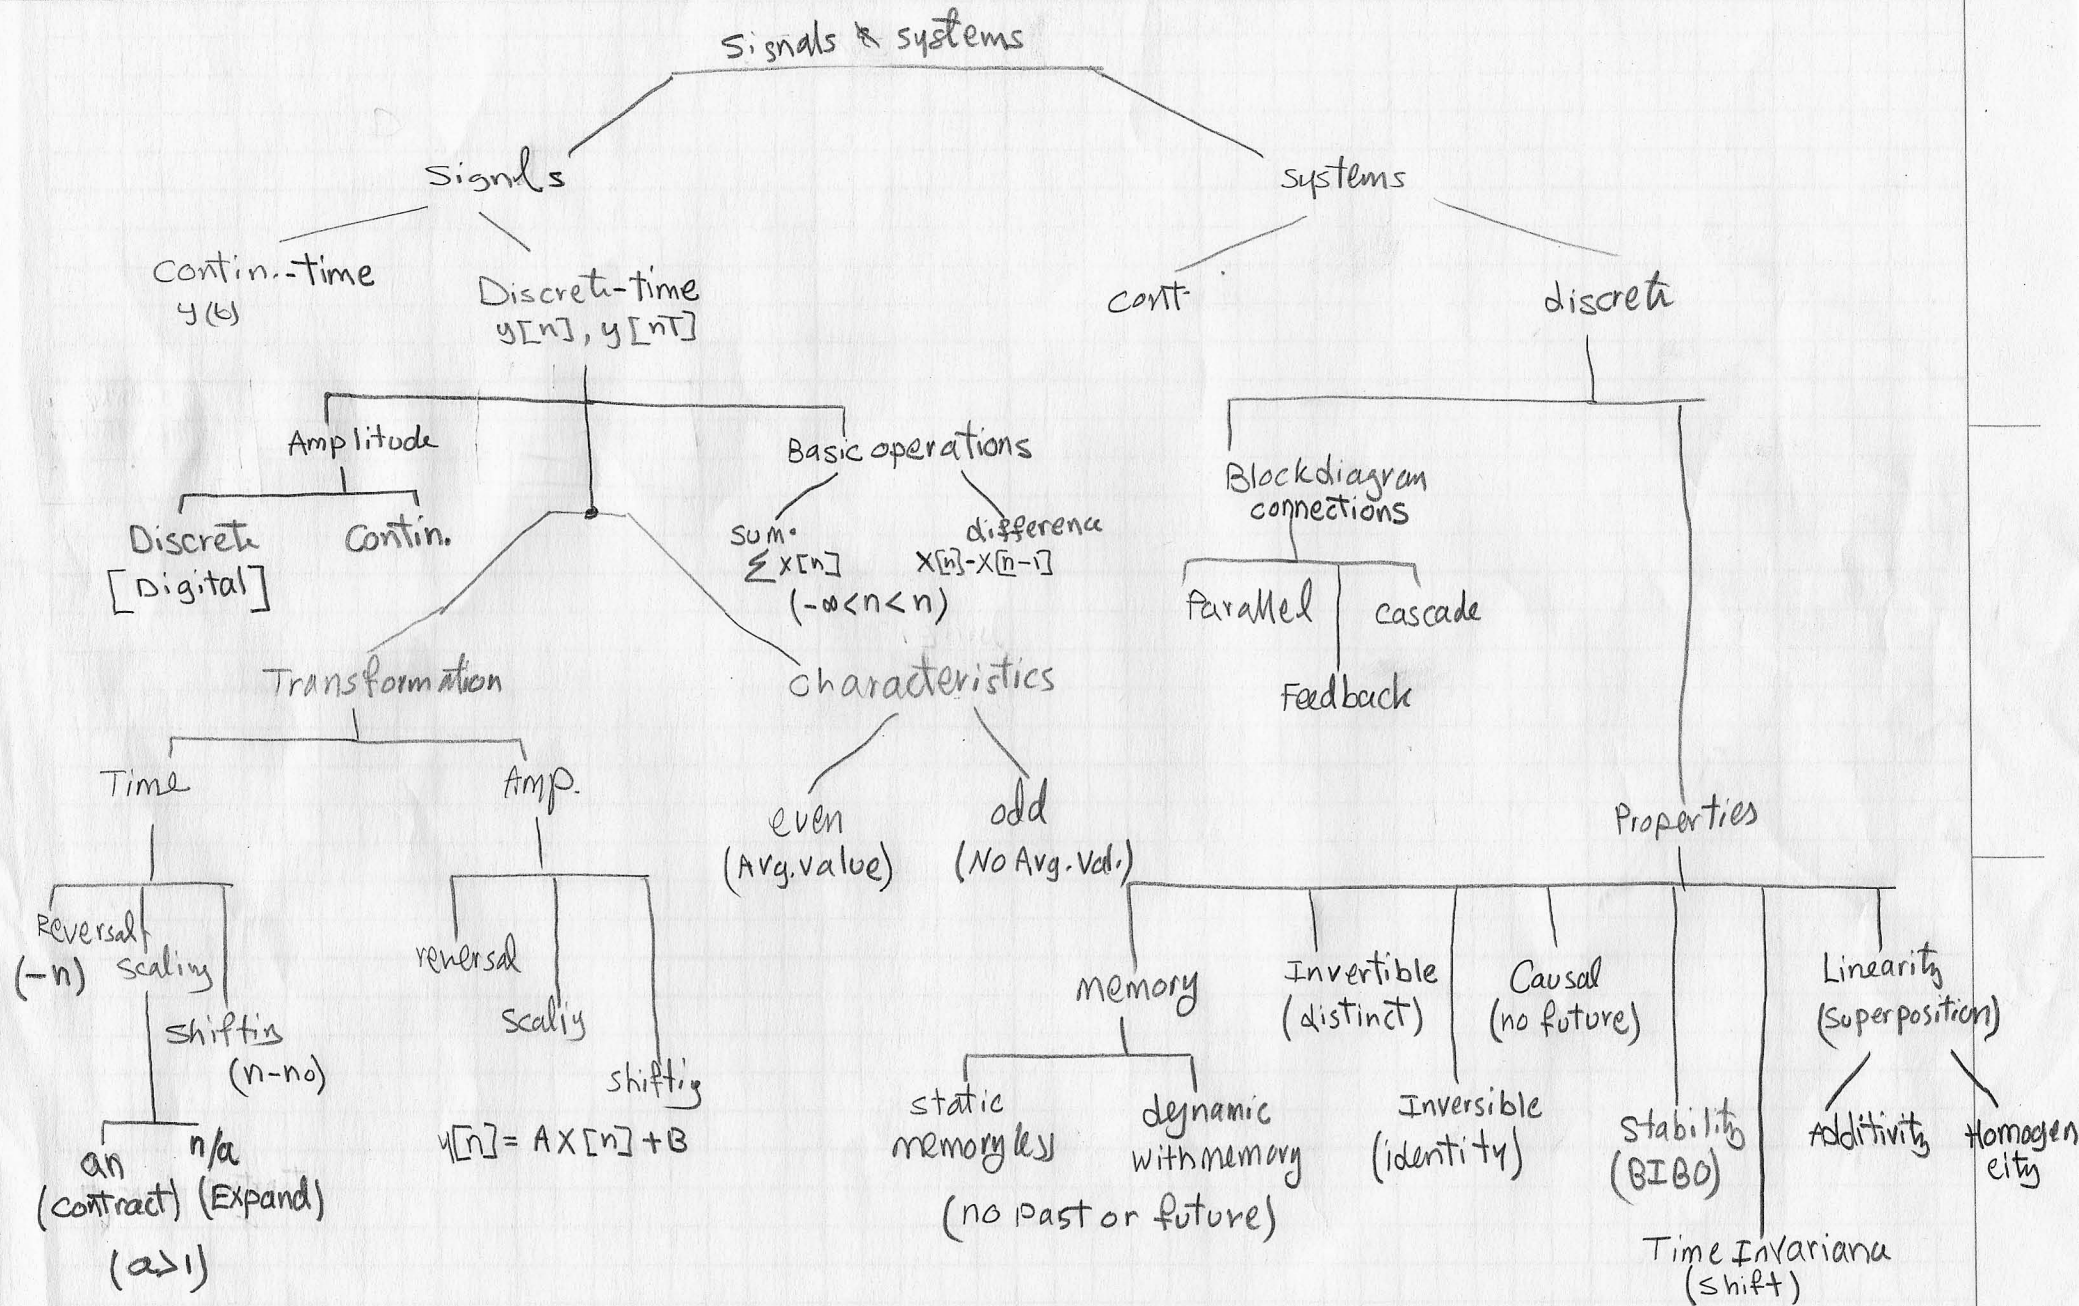 Signals & systems
Signals
systems
Contin.-time
y(t)
Discrete-time
y[n], y[nT]
cont.
discrete
Amplitude
Basic operations
Discrete
[Digital]
Contin.
sum.
∑x[n]
difference
x[n]-x[n-1]
(-∞<n<n)
Blockdiagram
connections
Parallel
cascade
Feedback
Transformation
characteristics
Time
Amp.
even
(Avg.value)
odd
(No Avg.Val.)
Properties
Reversal
(-n)
scaling
shifting
(n-no)
reversal
scaling
shifting
an
(contract)
n/a
(Expand)
(a>1)
y[n] = Ax[n] + B
memory
Invertible
(distinct)
Causal
(no future)
Linearity
(superposition)
static
memoryless
dynamic
with memory
(no past or future)
Inversible
(identity)
Stability
(BIBO)
Additivity
Homogen
eity
Time Invariance
(shift)